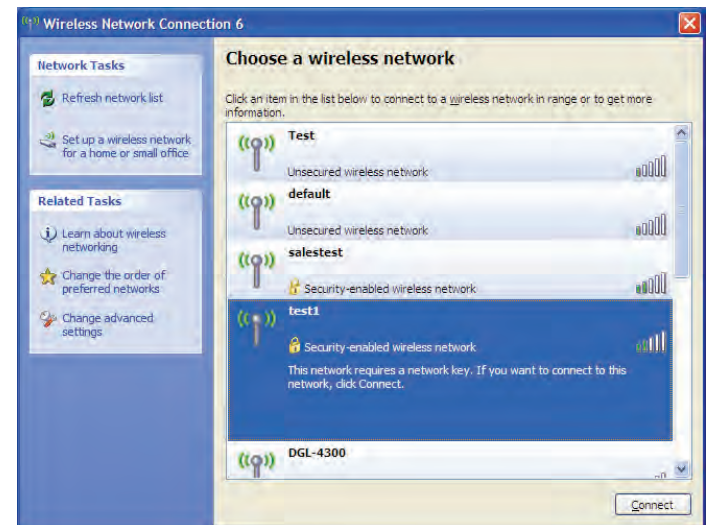 Wireless Network Connection 6
Network Tasks
Refresh network list
Set up a wireless network
for a home or small office
Related Tasks
Learn about wireless
networking
Change the order of
preferred networks
Change advanced
settings
Choose a wireless network
Click an item in the list below to connect to a wireless network in range or to get more
information.
Test
Unsecured wireless network
default
Unsecured wireless network
salestest
Security-enabled wireless network
test1
Security-enabled wireless network
This network requires a network key. If you want to connect to this
network, click Connect.
DGL-4300
Connect